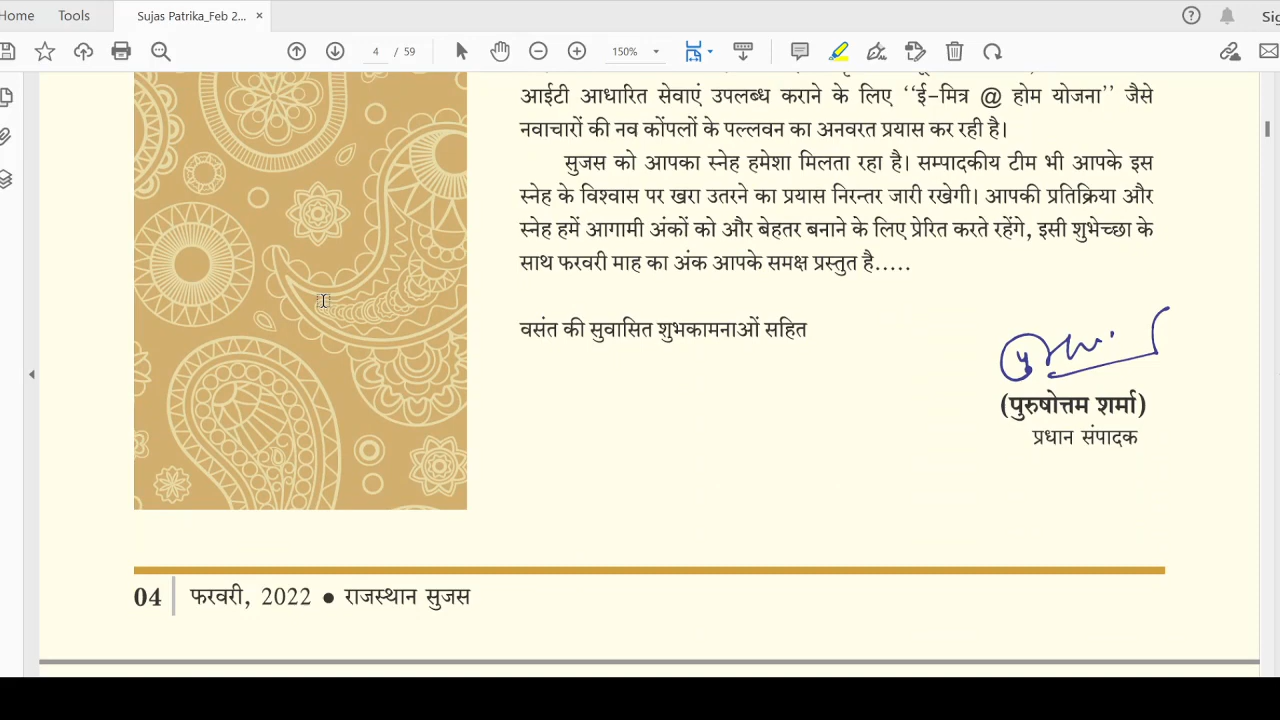 Home Tools Sujas Patrika_Feb 2... × Sig
4 / 59 150%
आईटी आधारित सेवाएं उपलब्ध कराने के लिए ‘‘ई-मित्र @ होम योजना’’ जैसे
नवाचारों की नव कोंपलों के पल्लवन का अनवरत प्रयास कर रही है।
सुजस को आपका स्नेह हमेशा मिलता रहा है। सम्पादकीय टीम भी आपके इस
स्नेह के विश्वास पर खरा उतरने का प्रयास निरन्तर जारी रखेगी। आपकी प्रतिक्रिया और
स्नेह हमें आगामी अंकों को और बेहतर बनाने के लिए प्रेरित करते रहेंगे, इसी शुभेच्छा के
साथ फरवरी माह का अंक आपके समक्ष प्रस्तुत है.....
वसंत की सुवासित शुभकामनाओं सहित
(पुरुषोत्तम शर्मा)
प्रधान संपादक
04 फरवरी, 2022 ● राजस्थान सुजस